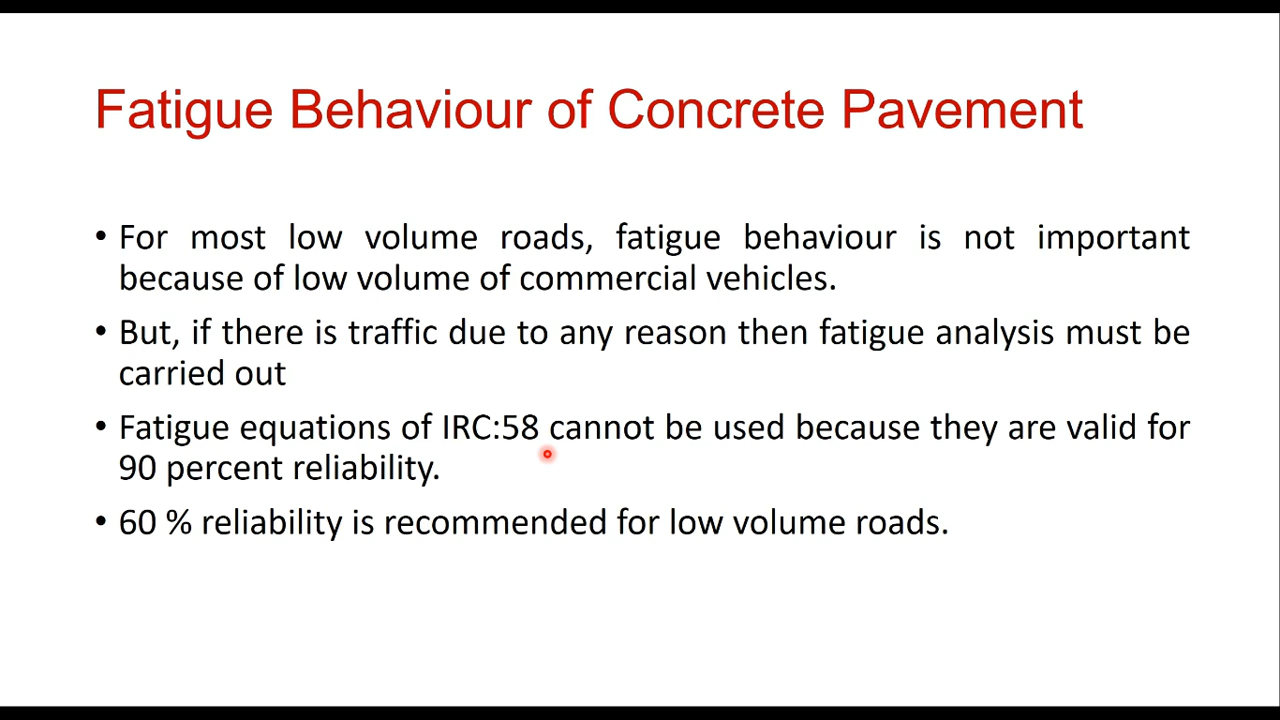 Fatigue Behaviour of Concrete Pavement
• For most low volume roads, fatigue behaviour is not important
because of low volume of commercial vehicles.
• But, if there is traffic due to any reason then fatigue analysis must be
carried out
• Fatigue equations of IRC:58 cannot be used because they are valid for
90 percent reliability.
• 60 % reliability is recommended for low volume roads.